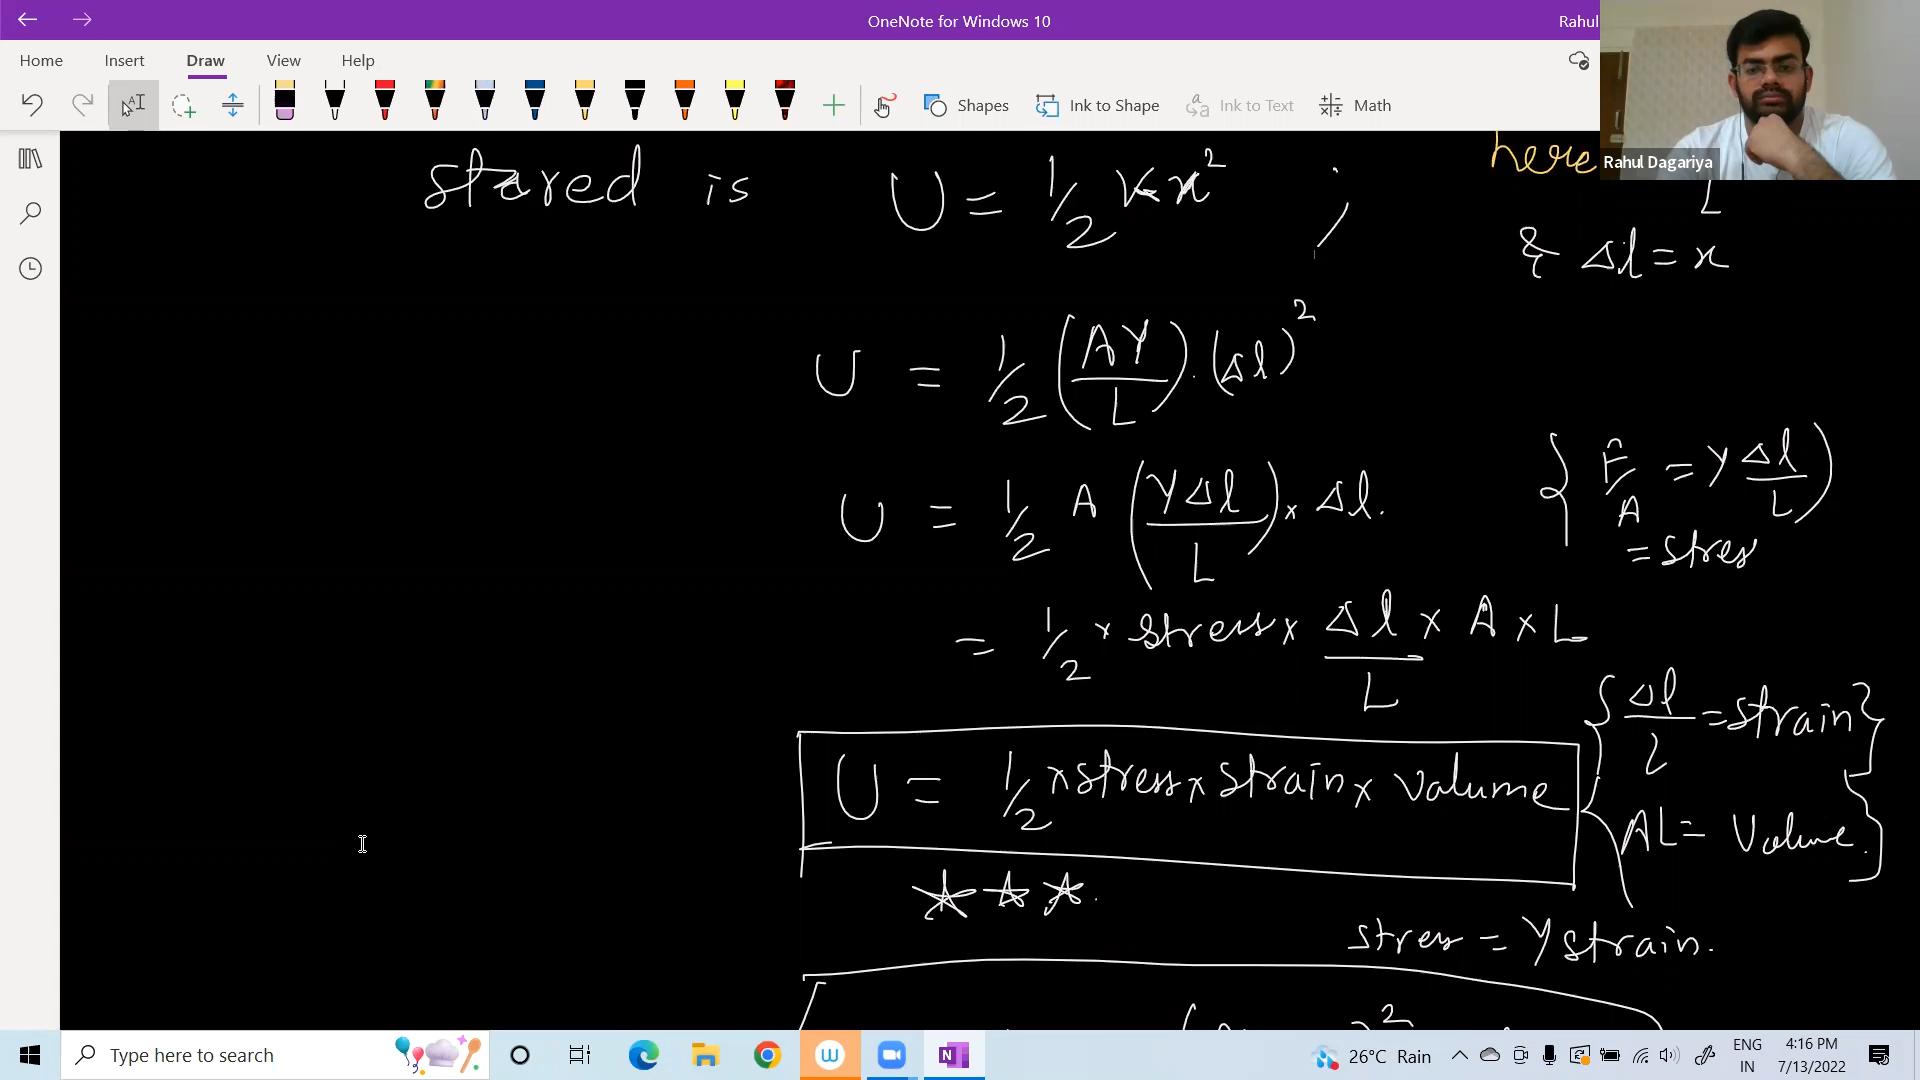 OneNote for Windows 10
Rahul
Home Insert Draw View Help
Shapes Ink to Shape Ink to Text Math
Rahul Dagariya
stored is U = 1/2 kx² ; here
L
& Δl = x
U = 1/2 (AY/L) · (Δl)²
U = 1/2 A (YΔl/L) × Δl.
{ F/A = Y Δl/L )
= stress
= 1/2 × stress × Δl/L × A × L
{ Δl/l = strain }
U = 1/2 × stress × strain × volume
AL = Volume. }
☆ ☆ ☆.
stress = Y strain.
Type here to search
26°C Rain
ENG
IN
4:16 PM
7/13/2022